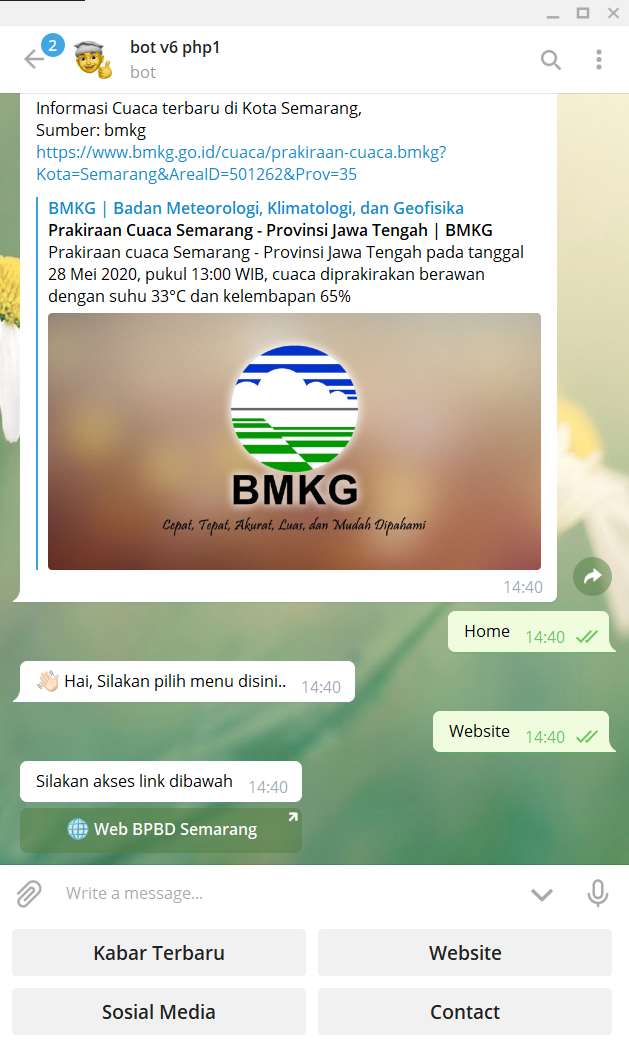 2
bot v6 php1
bot
Informasi Cuaca terbaru di Kota Semarang,
Sumber: bmkg
https://www.bmkg.go.id/cuaca/prakiraan-cuaca.bmkg?
Kota=Semarang&AreaID=501262&Prov=35
BMKG | Badan Meteorologi, Klimatologi, dan Geofisika
Prakiraan Cuaca Semarang - Provinsi Jawa Tengah | BMKG
Prakiraan cuaca Semarang - Provinsi Jawa Tengah pada tanggal
28 Mei 2020, pukul 13:00 WIB, cuaca diprakirakan berawan
dengan suhu 33°C dan kelembapan 65%
BMKG
Cepat, Tepat, Akurat, Luas, dan Mudah Dipahami
14:40
Home 14:40
👋🏻 Hai, Silakan pilih menu disini.. 14:40
Website 14:40
Silakan akses link dibawah 14:40
🌐 Web BPBD Semarang
Write a message...
Kabar Terbaru Website
Sosial Media Contact